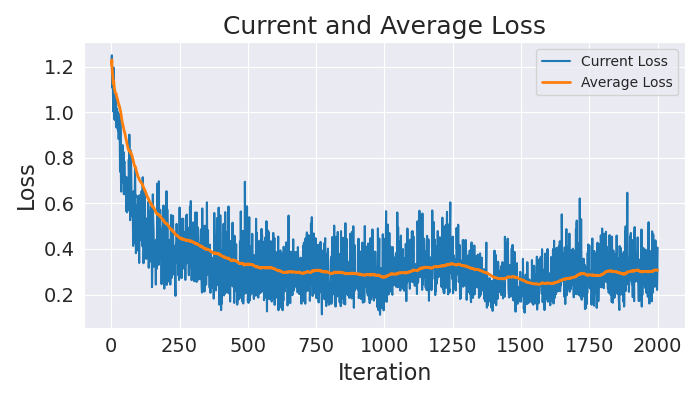 Current and Average Loss
Current Loss
Average Loss
Loss
1.2
1.0
0.8
0.6
0.4
0.2
0 250 500 750 1000 1250 1500 1750 2000
Iteration